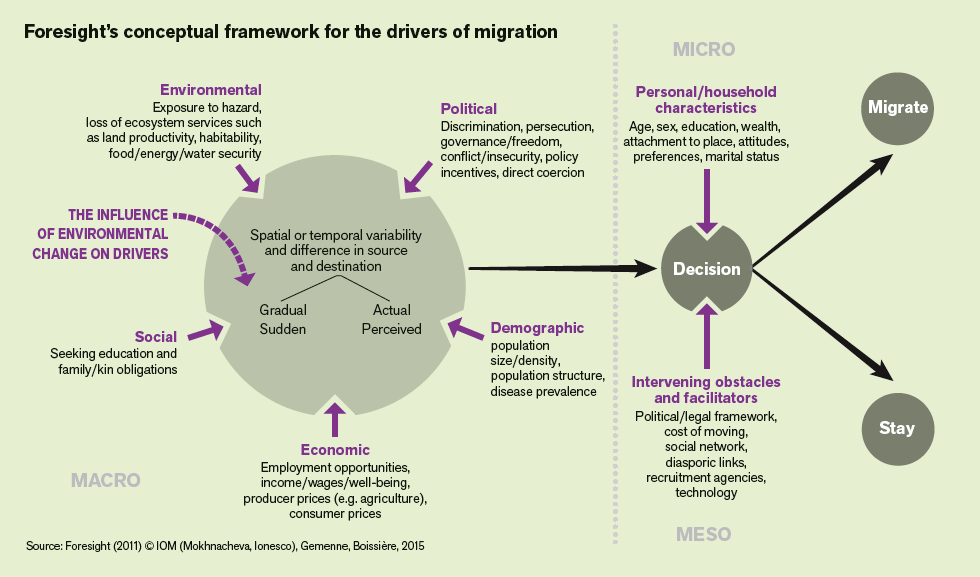 Foresight's conceptual framework for the drivers of migration
MICRO
Environmental
Exposure to hazard,
loss of ecosystem services such
as land productivity, habitability,
food/energy/water security
Political
Discrimination, persecution,
governance/freedom,
conflict/insecurity, policy
incentives, direct coercion
Personal/household
characteristics
Age, sex, education, wealth,
attachment to place, attitudes,
preferences, marital status
Migrate
THE INFLUENCE
OF ENVIRONMENTAL
CHANGE ON DRIVERS
Spatial or temporal variability
and difference in source
and destination
Gradual
Sudden
Actual
Perceived
Decision
Social
Seeking education and
family/kin obligations
Demographic
population
size/density,
population structure,
disease prevalence
Intervening obstacles
and facilitators
Political/legal framework,
cost of moving,
social network,
diasporic links,
recruitment agencies,
technology
Stay
Economic
Employment opportunities,
income/wages/well-being,
producer prices (e.g. agriculture),
consumer prices
MACRO
MESO
Source: Foresight (2011) © IOM (Mokhnacheva, Ionesco), Gemenne, Boissière, 2015